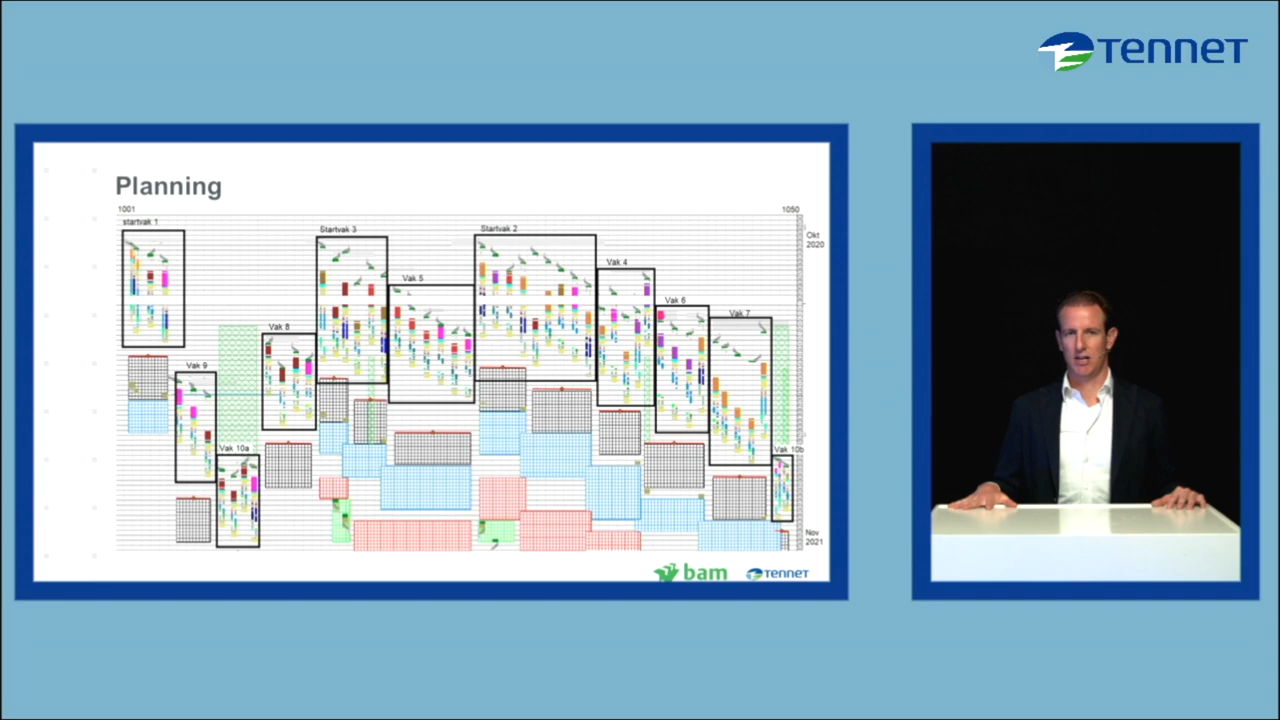 TENNET
Planning
1001
1050
startvak 1
Startvak 3
Startvak 2
Okt
2020
Vak 4
Vak 5
Vak 6
Vak 7
Vak 8
Vak 9
Vak 10a
Vak 10b
Nov
2021
bam
TENNET